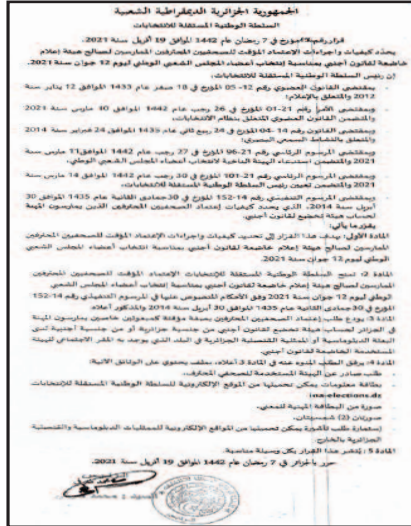 الجمهورية الجزائرية الديمقراطية الشعبية
السلطة الوطنية المستقلة للانتخابات
قرار رقم مؤرخ في 7 رمضان عام 1442 الموافق 19 أفريل سنة 2021،
يحدّد كيفيات وإجراءات الإعتماد المؤقت للصحفيين المحترفين الممارسين لصالح هيئة إعلام
خاضعة لقانون أجنبي بمناسبة إنتخاب أعضاء المجلس الشعبي الوطني ليوم 12 جوان سنة 2021.
إن رئيس السلطة الوطنية المستقلة للانتخابات،
- بمقتضى القانون العضوي رقم 12-05 المؤرخ في 18 صفر عام 1433 الموافق 12 يناير سنة
2012 والمتعلق بالإعلام؛
- وبمقتضى الأمر رقم 21-01 المؤرخ في 26 رجب عام 1442 الموافق 10 مارس سنة 2021
والمتضمن القانون العضوي المتعلق بنظام الانتخابات،
- وبمقتضى القانون رقم 14-04 المؤرخ في 24 ربيع ثاني عام 1435 الموافق 24 فبراير سنة 2014
والمتعلق بالنشاط السمعي البصري؛
- وبمقتضى المرسوم الرئاسي رقم 21-96 المؤرخ في 27 رجب عام 1442 الموافق 11 مارس سنة
2021 والمتضمن استدعاء الهيئة الناخبة لانتخاب أعضاء المجلس الشعبي الوطني،
- وبمقتضى المرسوم الرئاسي رقم 21-101 المؤرخ في 30 رجب عام 1442 الموافق 14 مارس سنة
2021 والمتضمن تعيين رئيس السلطة الوطنية المستقلة للانتخابات،
- وبمقتضى المرسوم التنفيذي رقم 14-152 المؤرخ في 30 جمادى الثانية عام 1435 الموافق 30
أبريل سنة 2014، الذي يحدد كيفيات إعتماد الصحفيين المحترفين الذين يمارسون المهنة
لحساب هيئة تخضع لقانون أجنبي.
يقرر ما يأتي:
المادة الأولى: يهدف هذا القرار إلى تحديد كيفيات وإجراءات الإعتماد المؤقت للصحفيين المحترفين
الممارسين لصالح هيئة إعلام خاضعة لقانون أجنبي بمناسبة انتخاب أعضاء المجلس الشعبي
الوطني ليوم 12 جوان سنة 2021.
المادة 2: تمنح السلطة الوطنية المستقلة للانتخابات الإعتماد المؤقت للصحفيين المحترفين
الممارسين لصالح هيئة إعلام خاضعة لقانون أجنبي بمناسبة إنتخاب أعضاء المجلس الشعبي
الوطني ليوم 12 جوان سنة 2021 وفق الأحكام المنصوص عليها في المرسوم التنفيذي رقم 152/14
المؤرخ في 30 جمادى الثانية عام 1435 الموافق 30 أبريل سنة 2014 والمذكور أعلاه.
المادة 3: يودع طلب إعتماد الصحفيين المحترفين بصفة مؤقتة كمبعوثين خاصين يمارسون المهنة
في الجزائر لحساب هيئة تخضع لقانون أجنبي من جنسية جزائرية أو من جنسية أجنبية لدى
البعثة الدبلوماسية أو الممثلية القنصلية الجزائرية في البلد الذي يوجد به المقر الاجتماعي للهيئة
المستخدمة الخاضعة لقانون أجنبي.
المادة 4: يرفق الطلب المنوه عنه في المادة 3 أعلاه، بملف يحتوي على الوثائق الآتية:
- طلب صادر عن الهيئة المستخدمة للصحفي المحترف،
- بطاقة معلومات يمكن تحميلها من الموقع الإلكترونية للسلطة الوطنية المستقلة للانتخابات
ina-elections.dz
- صورة من البطاقة المهنية للمعني،
- صورتان (2) شمسيتان،
- إستمارة طلب تأشيرة يمكن تحميلها من المواقع الإلكترونية للممثليات الدبلوماسية والقنصلية
الجزائرية بالخارج.
المادة 5: ينشر هذا القرار بكل وسيلة مناسبة.
حرر بالجزائر في 7 رمضان عام 1442 الموافق 19 أفريل سنة 2021.